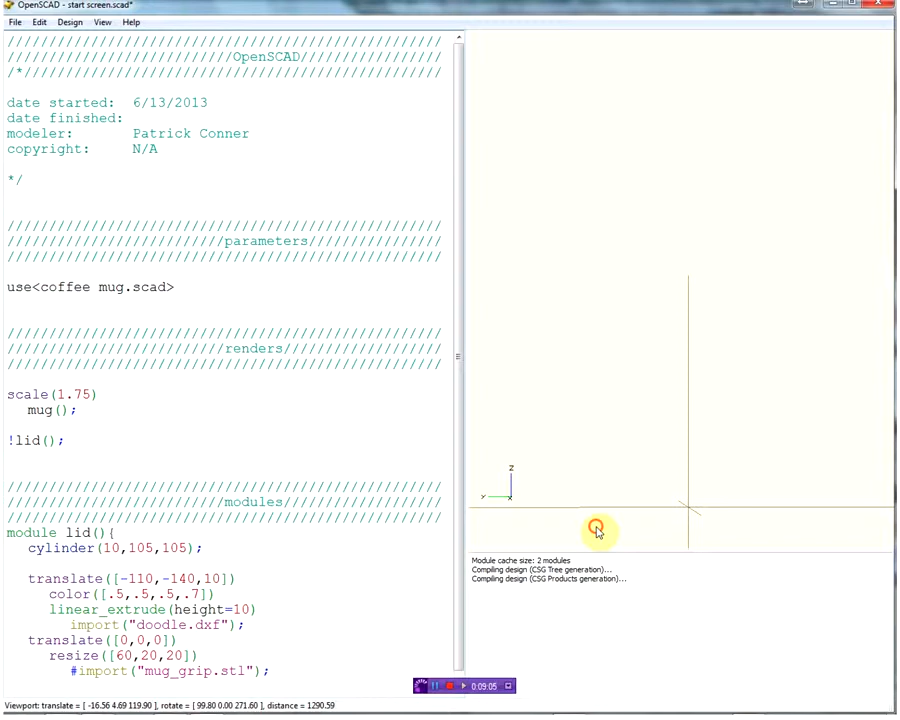 OpenSCAD - start screen.scad*
File Edit Design View Help
/////////////////////////////////////////////////////
///////////////////////////OpenSCAD/////////////////
/*//////////////////////////////////////////////////
date started: 6/13/2013
date finished:
modeler: Patrick Conner
copyright: N/A
*/
/////////////////////////////////////////////////////
//////////////////////////parameters////////////////
/////////////////////////////////////////////////////
use<coffee mug.scad>
/////////////////////////////////////////////////////
//////////////////////////renders///////////////////
/////////////////////////////////////////////////////
scale(1.75)
mug();
!lid();
/////////////////////////////////////////////////////
//////////////////////////modules///////////////////
/////////////////////////////////////////////////////
module lid(){
cylinder(10,105,105);
translate([-110,-140,10])
color([.5,.5,.5,.7])
linear_extrude(height=10)
import("doodle.dxf");
translate([0,0,0])
resize([60,20,20])
#import("mug_grip.stl");
z
y
x
Module cache size: 2 modules
Compiling design (CSG Tree generation)...
Compiling design (CSG Products generation)...
0:09:05
Viewport: translate = [ -16.56 4.69 119.90 ], rotate = [ 99.80 0.00 271.60 ], distance = 1290.59